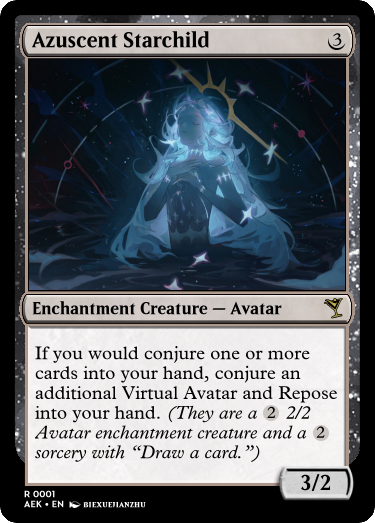 Azuscent Starchild 3
Enchantment Creature — Avatar
If you would conjure one or more
cards into your hand, conjure an
additional Virtual Avatar and Repose
into your hand. (They are a 2 2/2
Avatar enchantment creature and a 2
sorcery with “Draw a card.”)
3/2
R 0001
AEK • EN BIEXUEJIANZHU